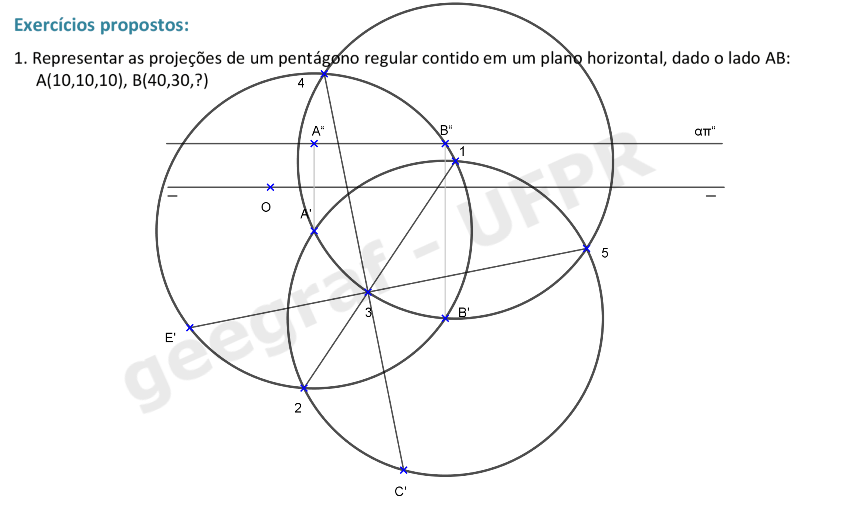 Exercícios propostos:
1. Representar as projeções de um pentágono regular contido em um plano horizontal, dado o lado AB:
A(10,10,10), B(40,30,?)
4
A"
B"
απ"
1
O
A'
5
3
B'
E'
2
C'
geegraf - UFPR